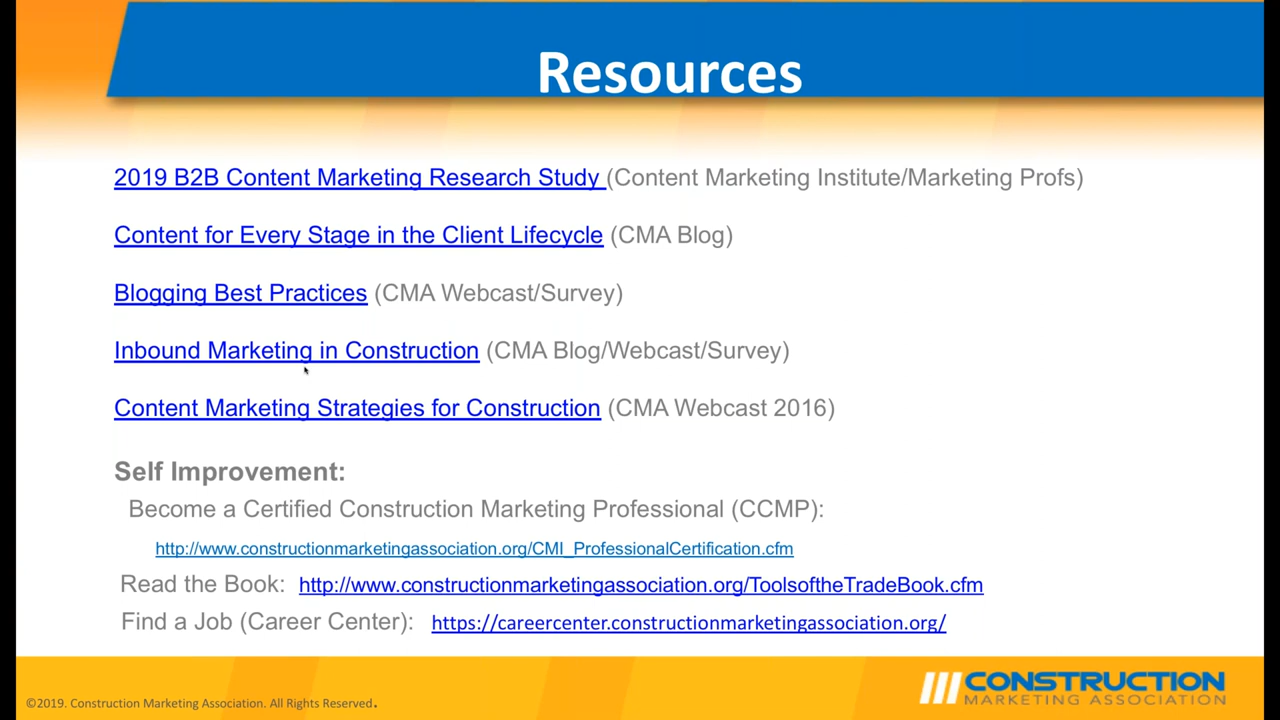 Resources
2019 B2B Content Marketing Research Study (Content Marketing Institute/Marketing Profs)
Content for Every Stage in the Client Lifecycle (CMA Blog)
Blogging Best Practices (CMA Webcast/Survey)
Inbound Marketing in Construction (CMA Blog/Webcast/Survey)
Content Marketing Strategies for Construction (CMA Webcast 2016)
Self Improvement:
Become a Certified Construction Marketing Professional (CCMP):
http://www.constructionmarketingassociation.org/CMI_ProfessionalCertification.cfm
Read the Book: http://www.constructionmarketingassociation.org/ToolsoftheTradeBook.cfm
Find a Job (Career Center): https://careercenter.constructionmarketingassociation.org/
©2019. Construction Marketing Association. All Rights Reserved.
CONSTRUCTION
MARKETING ASSOCIATION